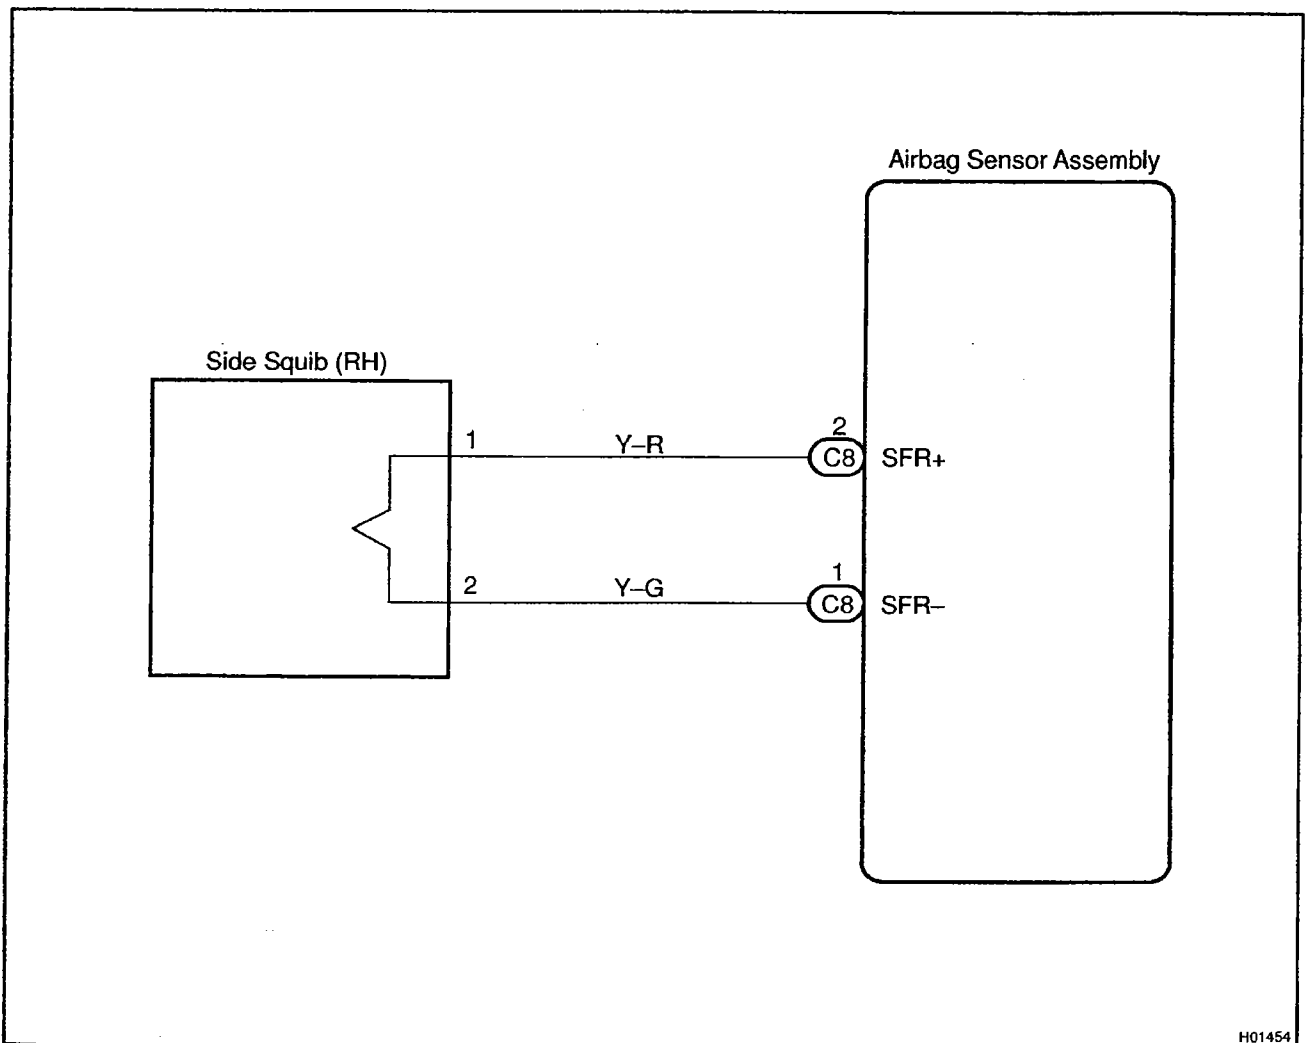 Airbag Sensor Assembly
Side Squib (RH)
1
Y–R
2
C8
SFR+
2
Y–G
1
C8
SFR–
H01454